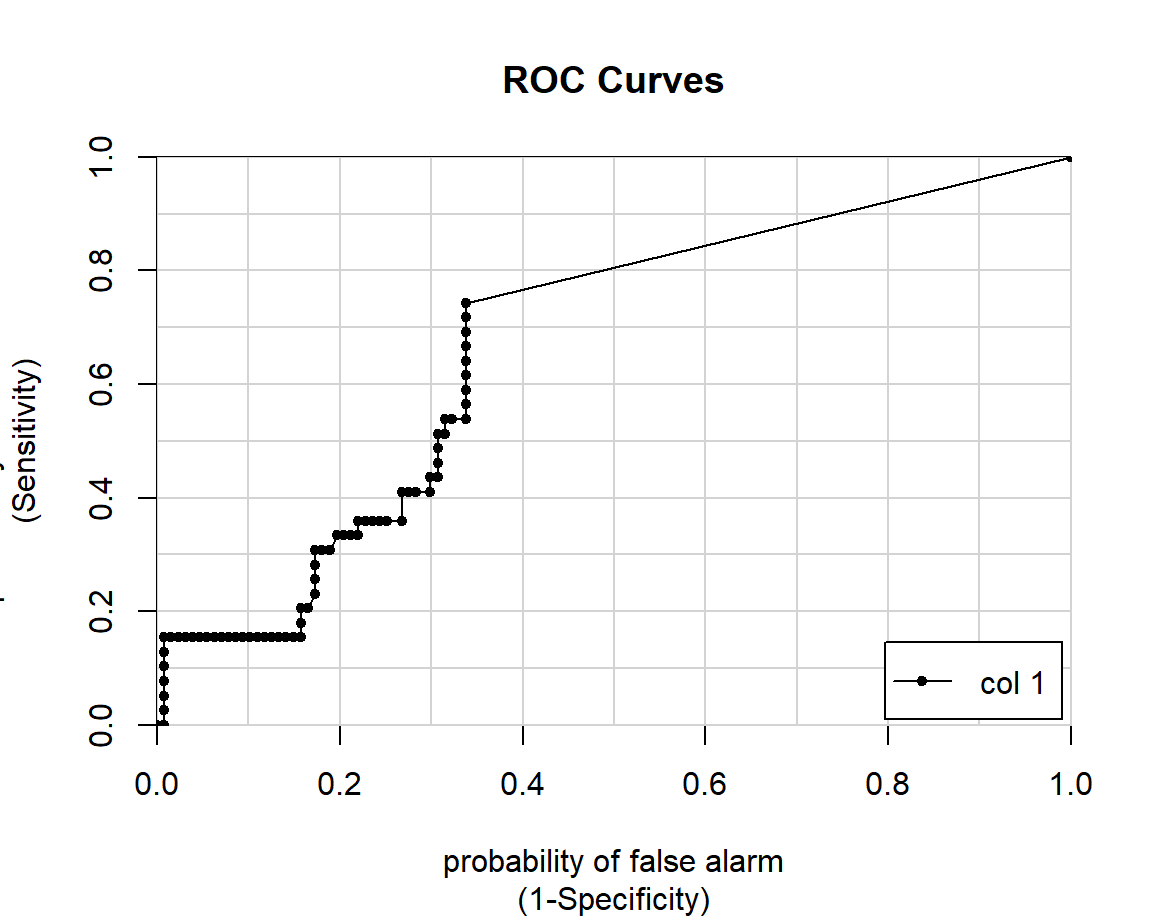 ROC Curves
1.0
0.8
0.6
0.4
0.2
0.0
(Sensitivity)
col 1
0.0 0.2 0.4 0.6 0.8 1.0
probability of false alarm
(1-Specificity)